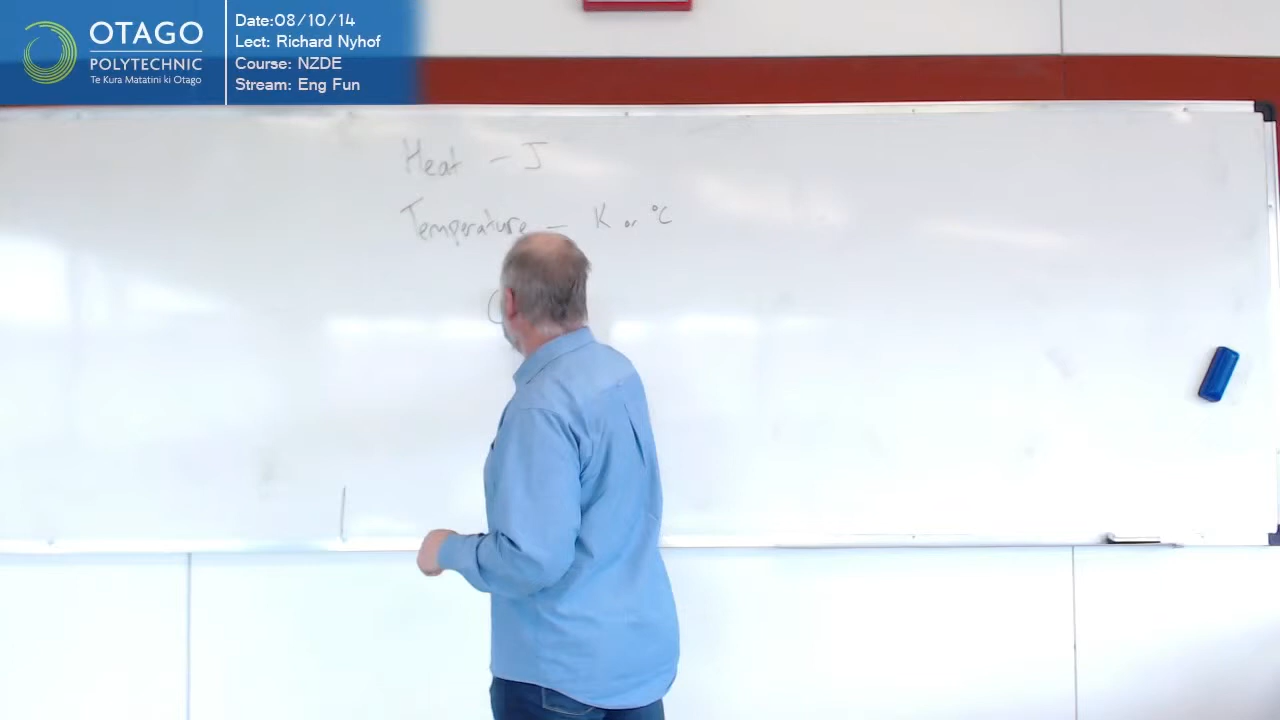 OTAGO
POLYTECHNIC
Te Kura Matatini ki Otago
Date:08/10/14
Lect: Richard Nyhof
Course: NZDE
Stream: Eng Fun
Heat - J
Temperature - K or °C